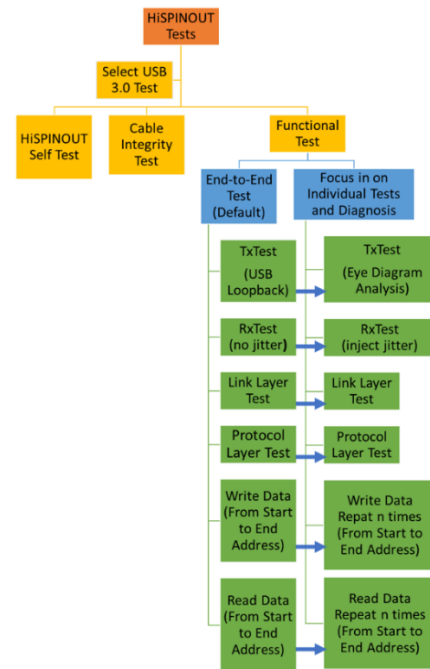 HiSPINOUT
Tests
Select USB
3.0 Test
HiSPINOUT
Self Test
Cable
Integrity
Test
Functional
Test
End-to-End
Test
(Default)
Focus in on
Individual Tests
and Diagnosis
TxTest
(USB
Loopback)
TxTest
(Eye Diagram
Analysis)
RxTest
(no jitter)
RxTest
(inject jitter)
Link Layer
Test
Link Layer
Test
Protocol
Layer Test
Protocol
Layer Test
Write Data
(From Start
to End
Address)
Write Data
Repat n times
(From Start to
End Address)
Read Data
(From Start
to End
Address)
Read Data
Repeat n times
(From Start to
End Address)